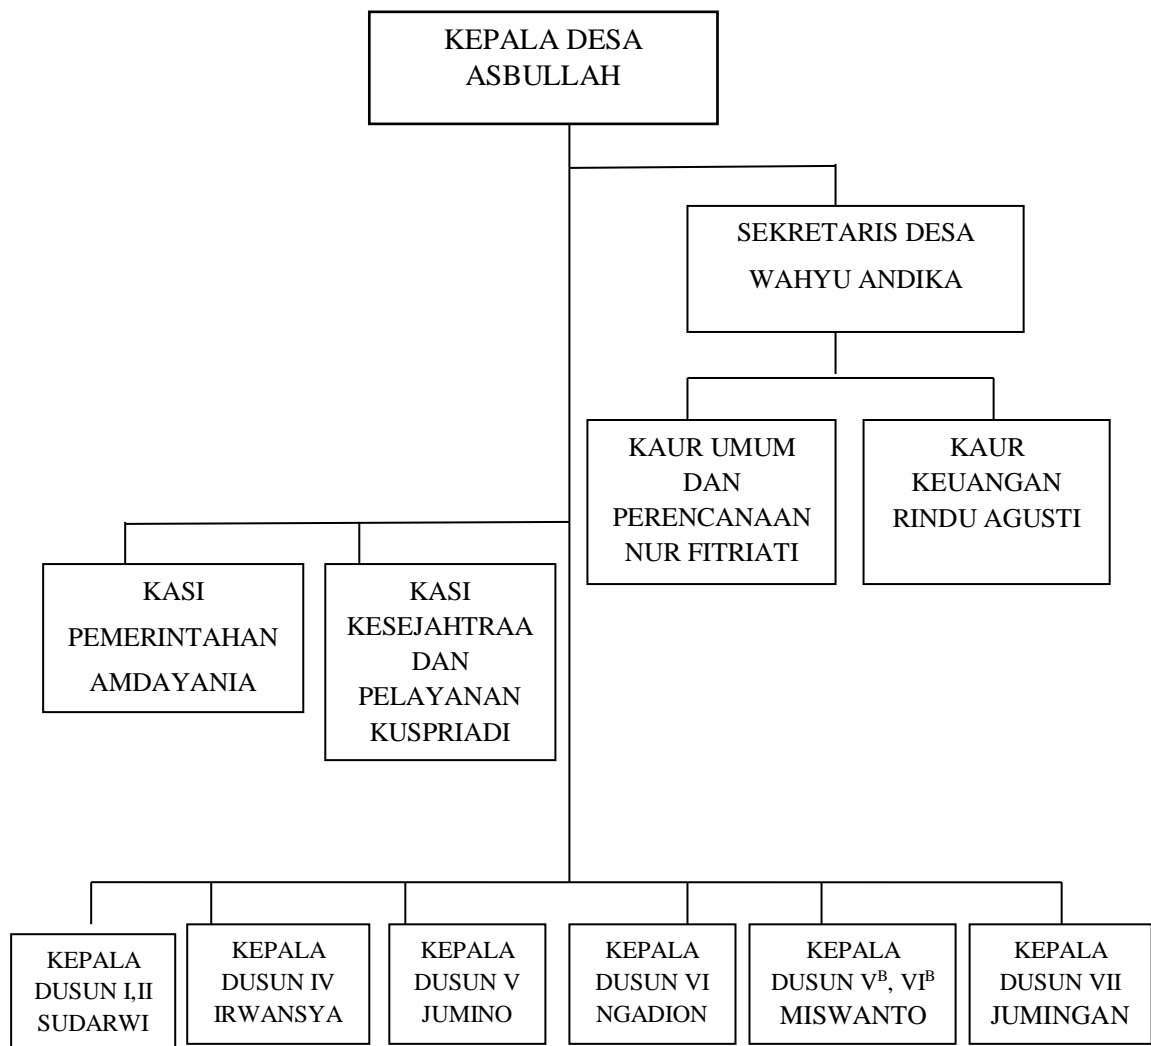 KEPALA DESA
ASBULLAH
SEKRETARIS DESA
WAHYU ANDIKA
KAUR UMUM
DAN
PERENCANAAN
NUR FITRIATI
KAUR
KEUANGAN
RINDU AGUSTI
KASI
PEMERINTAHAN
AMDAYANIA
KASI
KESEJAHTRAA
DAN
PELAYANAN
KUSPRIADI
KEPALA
DUSUN I,II
SUDARWI
KEPALA
DUSUN IV
IRWANSYA
KEPALA
DUSUN V
JUMINO
KEPALA
DUSUN VI
NGADION
KEPALA
DUSUN Vᴮ, VIᴮ
MISWANTO
KEPALA
DUSUN VII
JUMINGAN